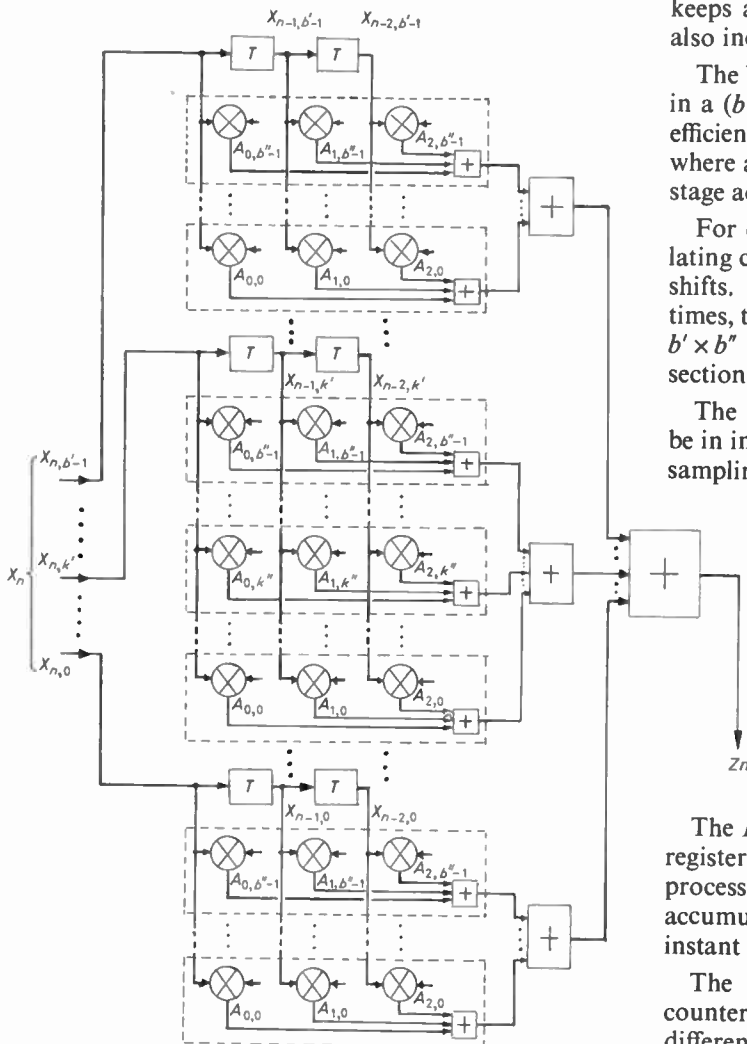 X_{n-1,b'-1} X_{n-2,b'-1}
T T
A_{0,b''-1} A_{1,b''-1} A_{2,b''-1}
+
+
A_{0,0} A_{1,0} A_{2,0}
+
T T
X_{n-1,k'} X_{n-2,k'}
A_{0,b''-1} A_{1,b''-1} A_{2,b''-1}
+
X_{n,b'-1}
X_n
X_{n,k'}
A_{0,k''} A_{1,k''} A_{2,k''}
+
+
+
X_{n,0}
A_{0,0} A_{1,0} A_{2,0}
+
Zn
T T
X_{n-1,0} X_{n-2,0}
A_{0,b''-1} A_{1,b''-1} A_{2,b''-1}
+
+
A_{0,0} A_{1,0} A_{2,0}
+
keeps a
also in
The
in a (b
efficien
where a
stage a
For
lating c
shifts.
times, t
b' × b''
section
The
be in in
samplin
The
register
process
accumu
instant
The
counter
differen